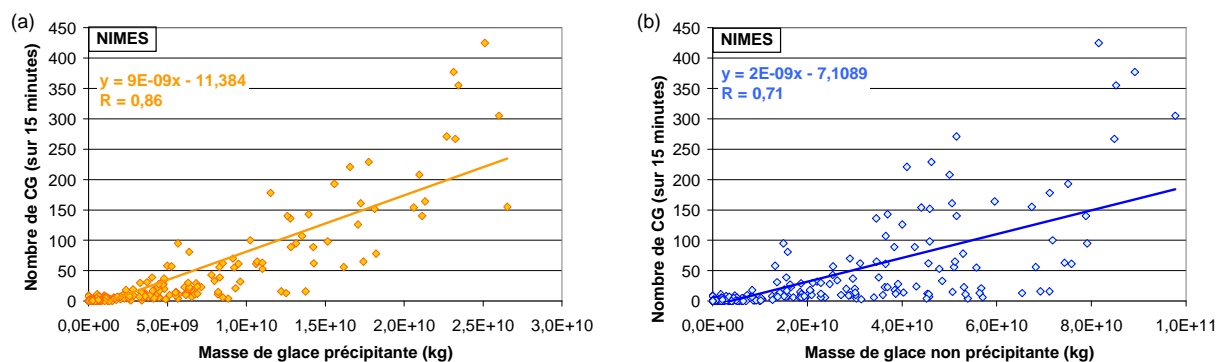 (a)
NIMES
y = 9E-09x - 11,384
R = 0,86
Nombre de CG (sur 15 minutes)
450
400
350
300
250
200
150
100
50
0
0,0E+00 5,0E+09 1,0E+10 1,5E+10 2,0E+10 2,5E+10 3,0E+10
Masse de glace précipitante (kg)
(b)
NIMES
y = 2E-09x - 7,1089
R = 0,71
Nombre de CG (sur 15 minutes)
450
400
350
300
250
200
150
100
50
0
0,0E+00 2,0E+10 4,0E+10 6,0E+10 8,0E+10 1,0E+11
Masse de glace non précipitante (kg)